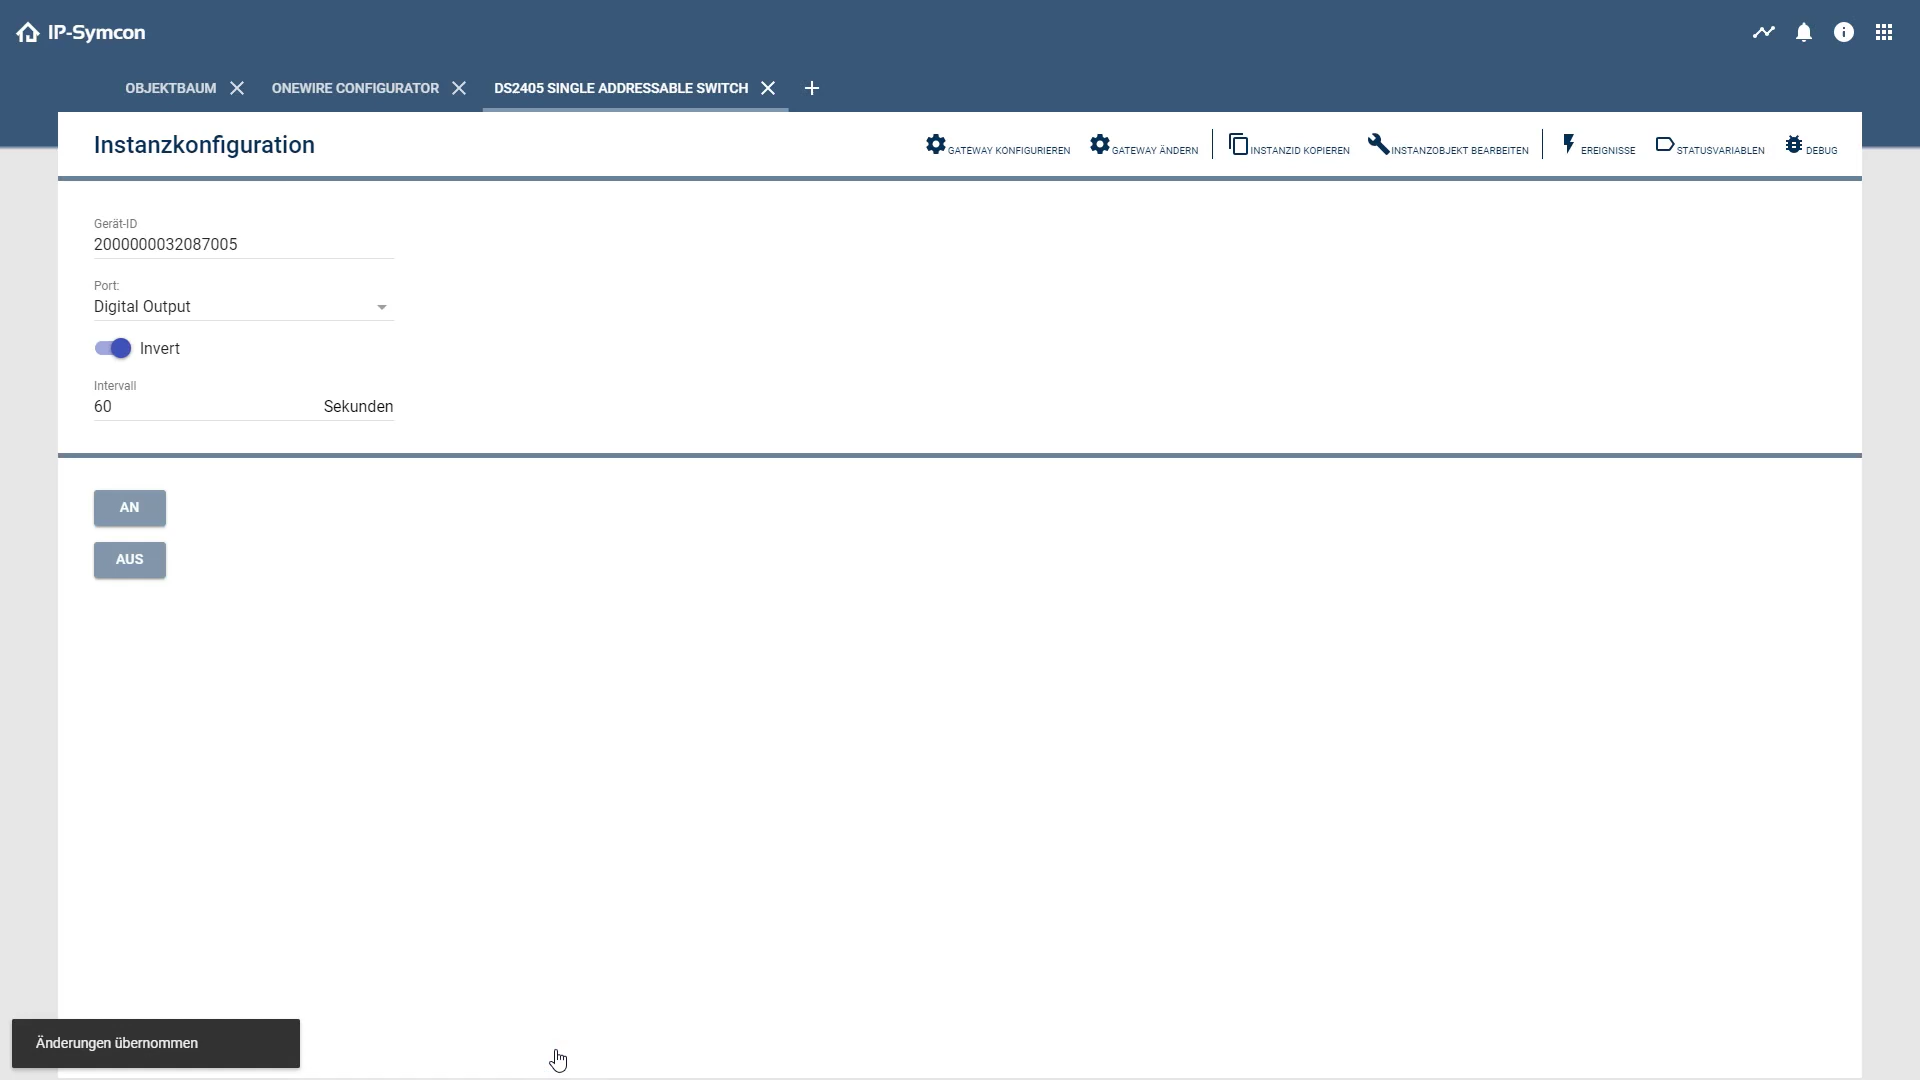 IP-Symcon
OBJEKTBAUM
ONEWIRE CONFIGURATOR
DS2405 SINGLE ADDRESSABLE SWITCH
Instanzkonfiguration
GATEWAY KONFIGURIEREN
GATEWAY ÄNDERN
INSTANZID KOPIEREN
INSTANZOBJEKT BEARBEITEN
EREIGNISSE
STATUSVARIABLEN
DEBUG
Gerät-ID
2000000032087005
Port:
Digital Output
Invert
Intervall
60 Sekunden
AN
AUS
Änderungen übernommen